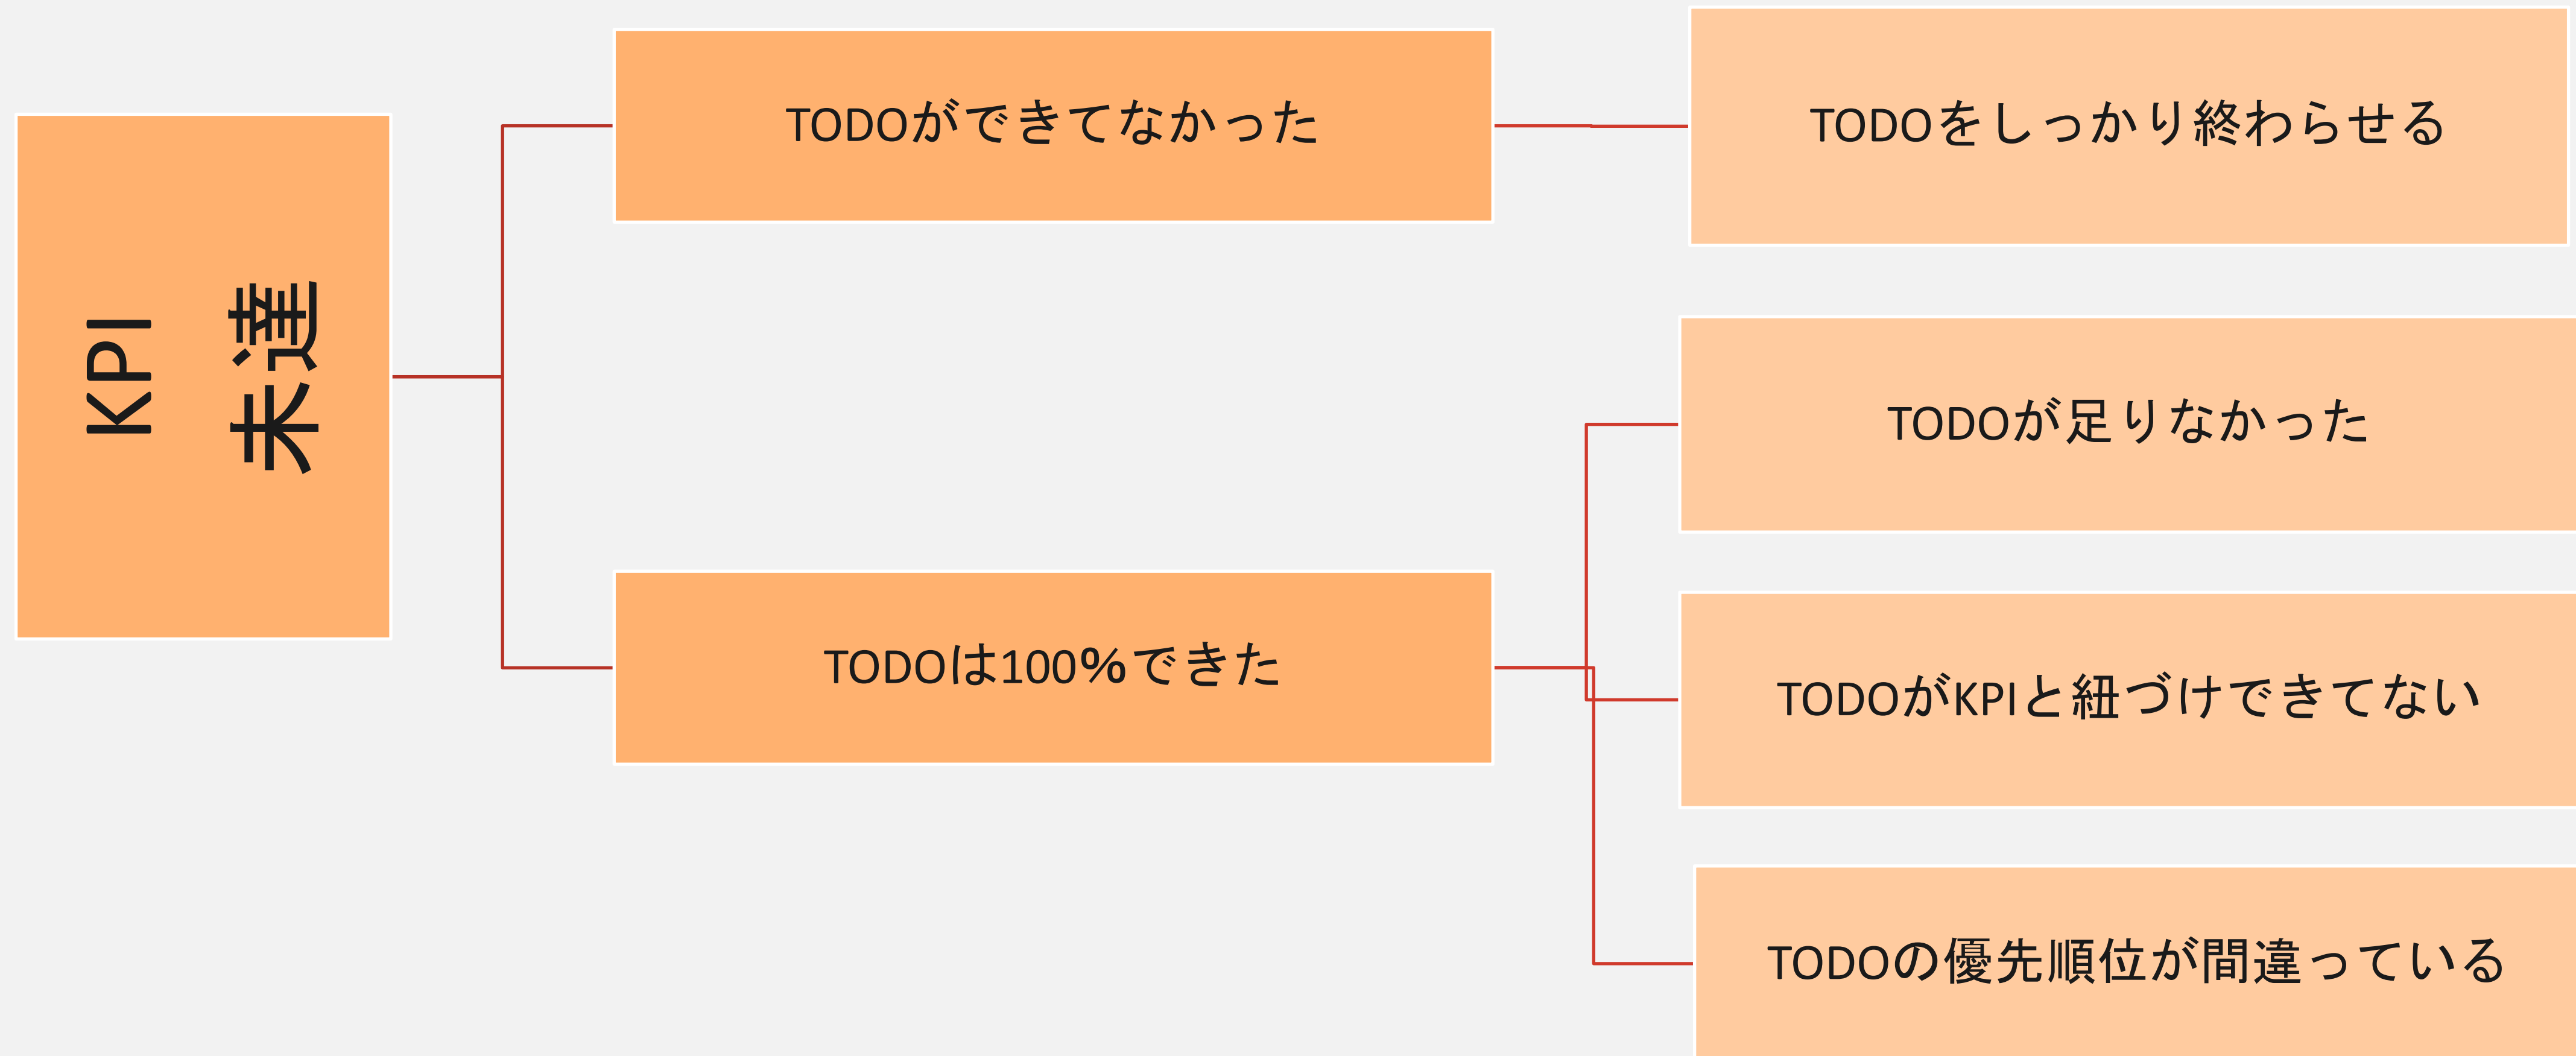 KPI
未達
TODOができてなかった
TODOをしっかり終わらせる
TODOは100％できた
TODOが足りなかった
TODOがKPIと紐づけできてない
TODOの優先順位が間違っている